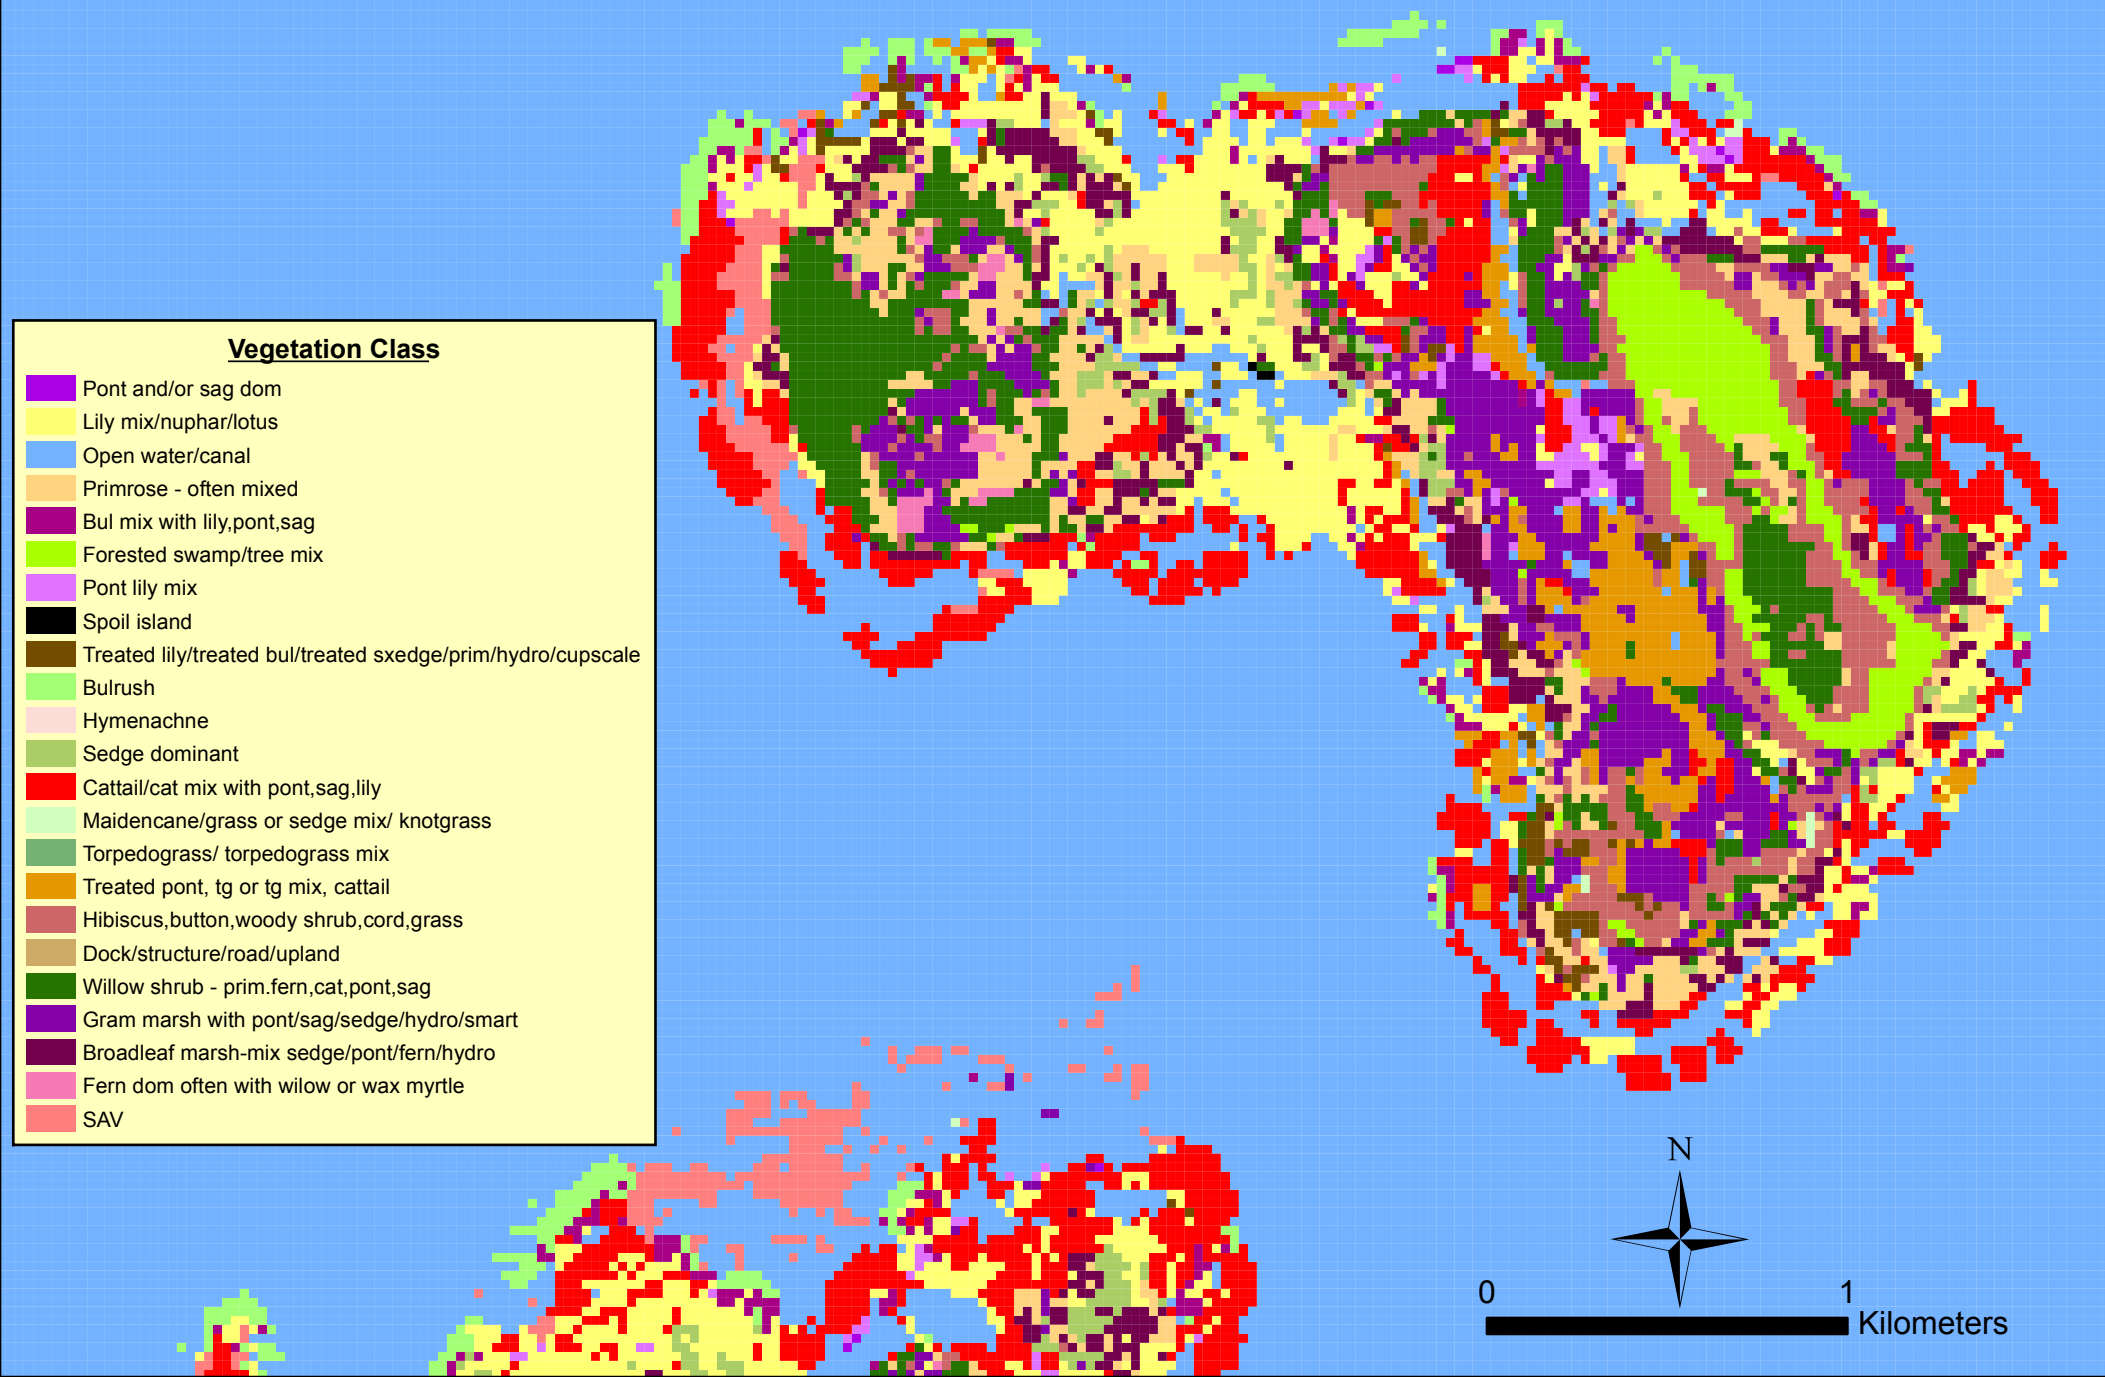 Vegetation Class
Pont and/or sag dom
Lily mix/nuphar/lotus
Open water/canal
Primrose - often mixed
Bul mix with lily,pont,sag
Forested swamp/tree mix
Pont lily mix
Spoil island
Treated lily/treated bul/treated sxedge/prim/hydro/cupscale
Bulrush
Hymenachne
Sedge dominant
Cattail/cat mix with pont,sag,lily
Maidencane/grass or sedge mix/ knotgrass
Torpedograss/ torpedograss mix
Treated pont, tg or tg mix, cattail
Hibiscus,button,woody shrub,cord,grass
Dock/structure/road/upland
Willow shrub - prim.fern,cat,pont,sag
Gram marsh with pont/sag/sedge/hydro/smart
Broadleaf marsh-mix sedge/pont/fern/hydro
Fern dom often with wilow or wax myrtle
SAV
N
0 1
Kilometers